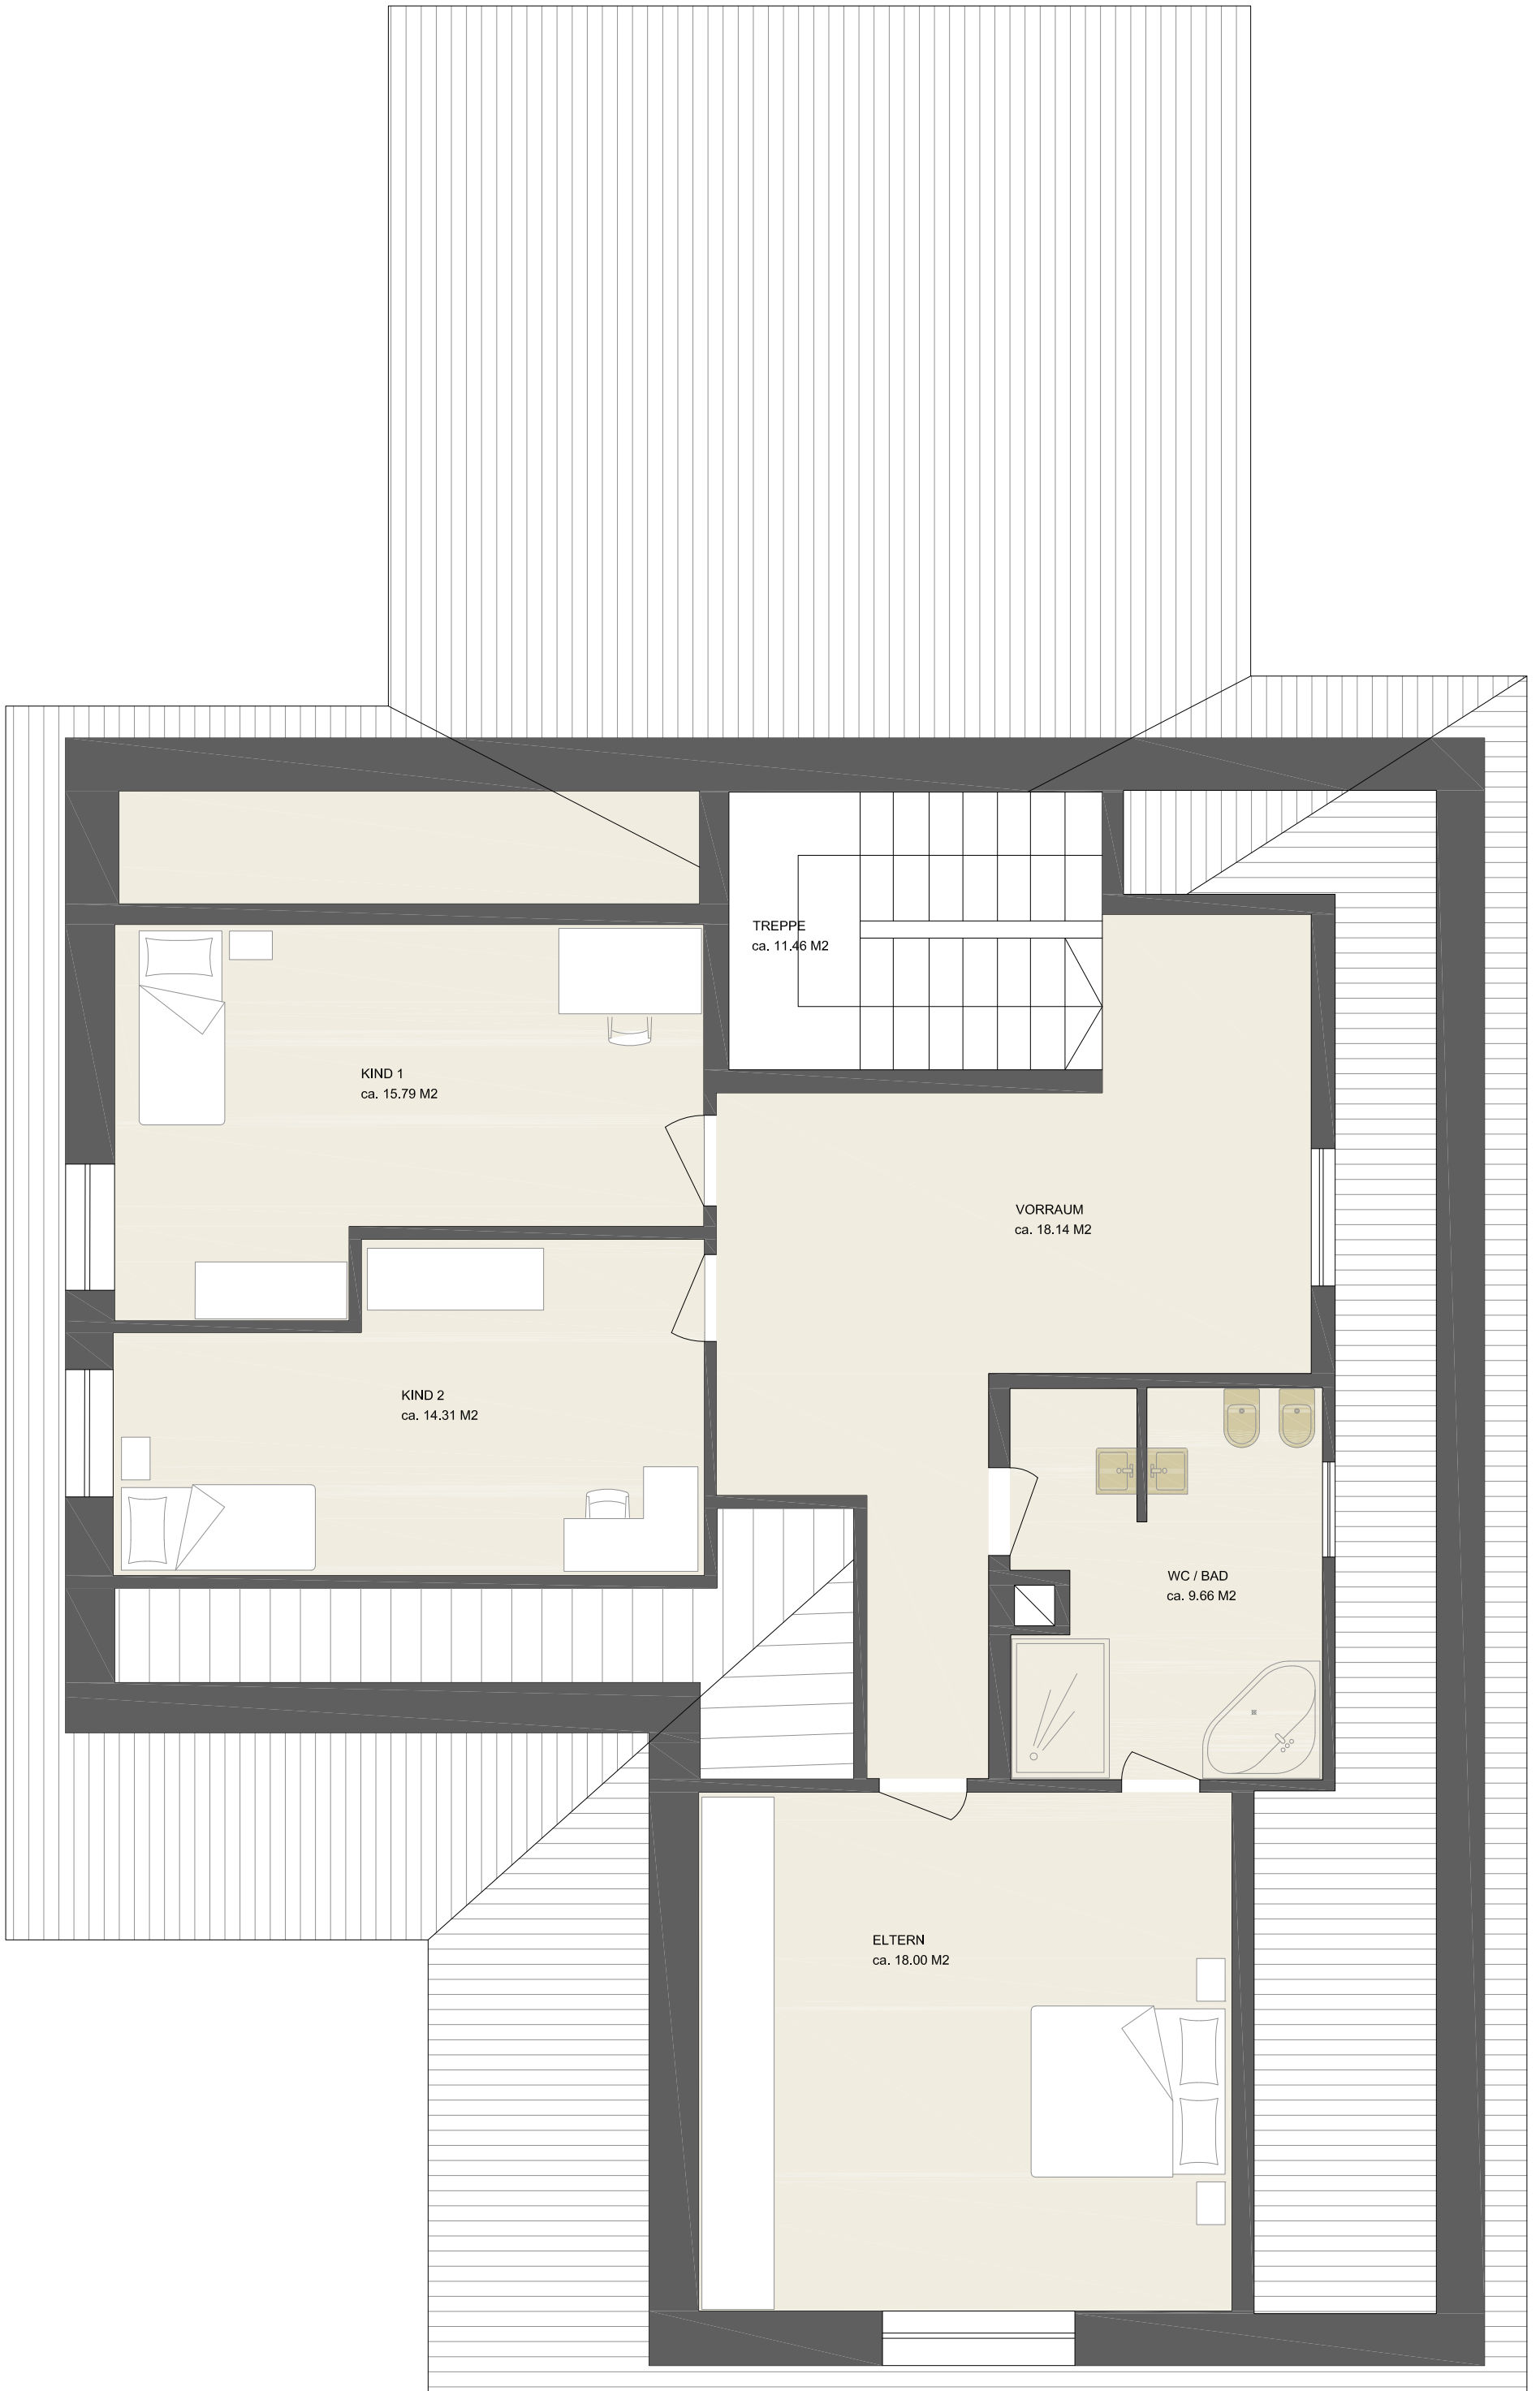 TREPPE
ca. 11.46 M2
KIND 1
ca. 15.79 M2
VORRAUM
ca. 18.14 M2
KIND 2
ca. 14.31 M2
WC / BAD
ca. 9.66 M2
ELTERN
ca. 18.00 M2